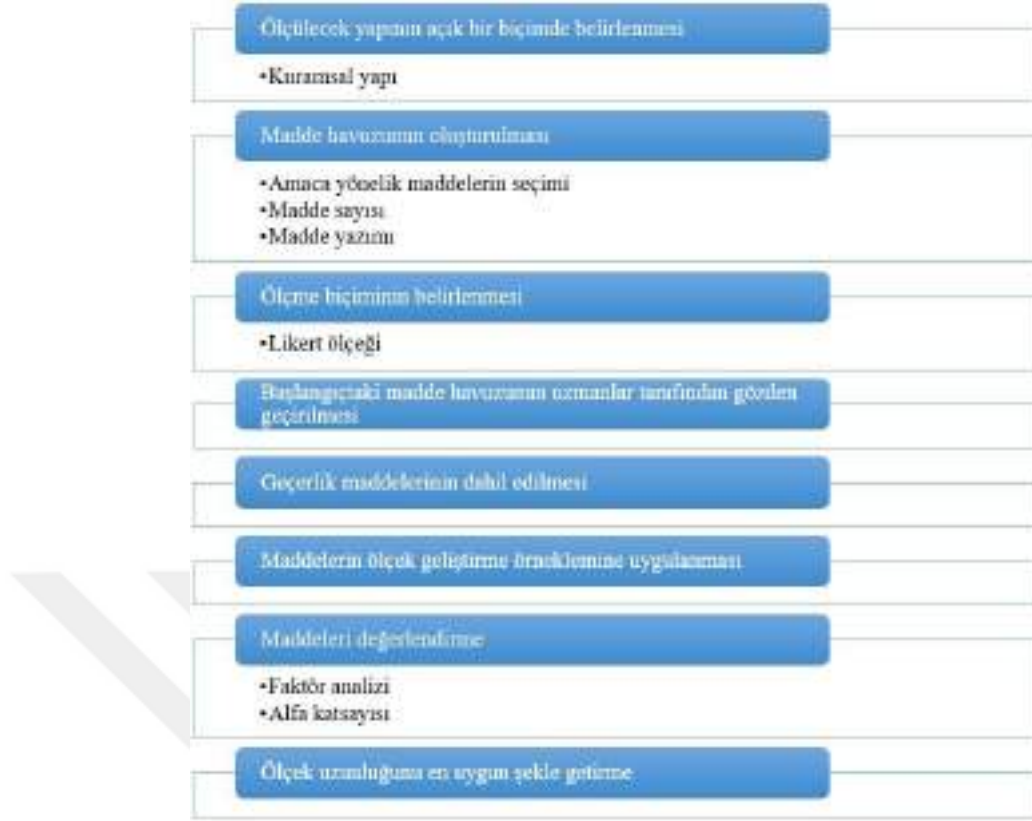 Ölçülecek yapının açık bir biçimde belirlenmesi
•Kuramsal yapı
Madde havuzunun oluşturulması
•Amaca yönelik maddelerin seçimi
•Madde sayısı
•Madde yazımı
Ölçme biçiminin belirlenmesi
•Likert ölçeği
Başlangıçtaki madde havuzunun uzmanlar tarafından gözden
geçirilmesi
Geçerlik maddelerinin dahil edilmesi
Maddelerin ölçek geliştirme örneklemine uygulanması
Maddeleri değerlendirme
•Faktör analizi
•Alfa katsayısı
Ölçek uzunluğunu en uygun şekle getirme